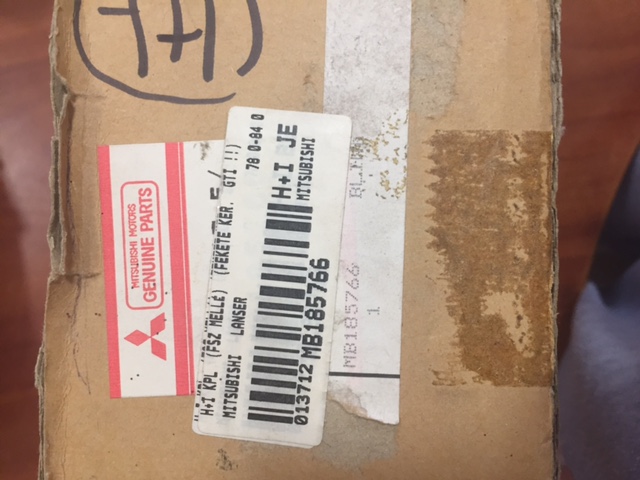 MITSUBISHI MOTORS
GENUINE PARTS
H+I KPL (FSZ MELLÉ) (FEKETE KER. GTI !!)
MITSUBISHI LANSER
78 0-84 0
H+I JE
MITSUBISHI
013712 MB185766
MB185766
1